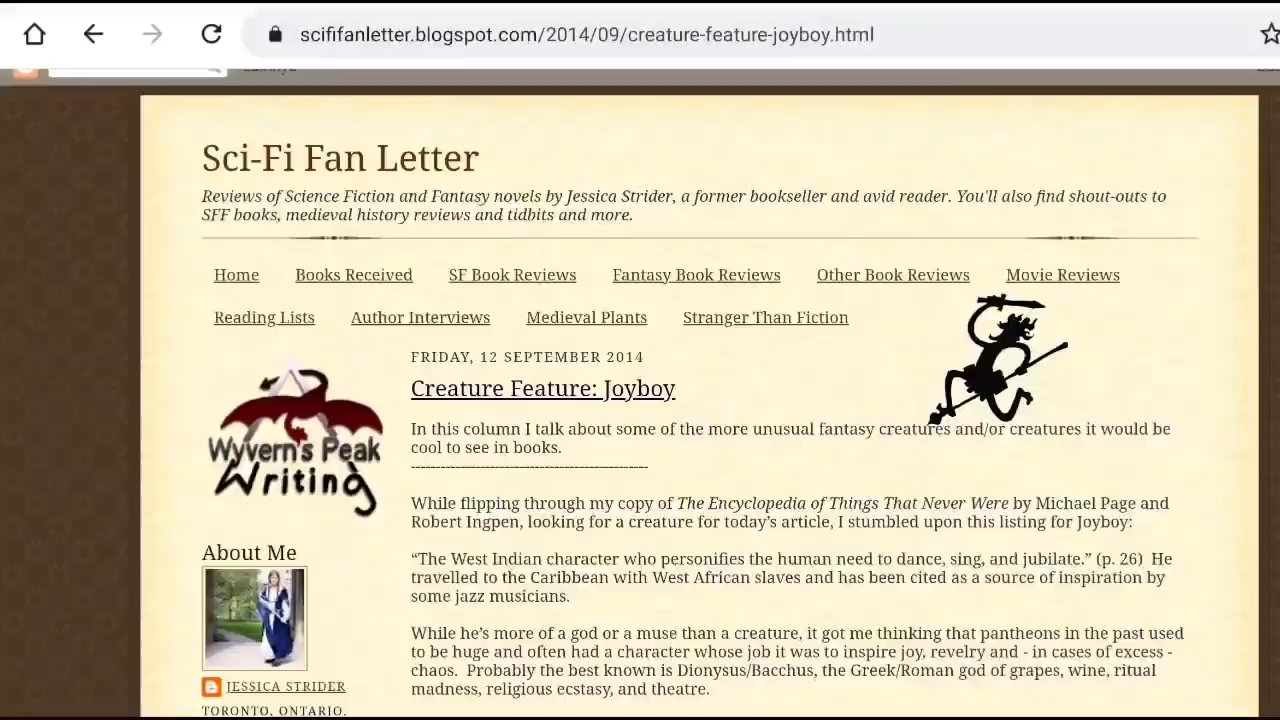 scififanletter.blogspot.com/2014/09/creature-feature-joyboy.html
Sci-Fi Fan Letter
Reviews of Science Fiction and Fantasy novels by Jessica Strider, a former bookseller and avid reader. You'll also find shout-outs to
SFF books, medieval history reviews and tidbits and more.
Home Books Received SF Book Reviews Fantasy Book Reviews Other Book Reviews Movie Reviews
Reading Lists Author Interviews Medieval Plants Stranger Than Fiction
Wyvern's Peak
Writing
About Me
JESSICA STRIDER
TORONTO, ONTARIO,
FRIDAY, 12 SEPTEMBER 2014
Creature Feature: Joyboy
In this column I talk about some of the more unusual fantasy creatures and/or creatures it would be
cool to see in books.
-----------------------------------------------
While flipping through my copy of The Encyclopedia of Things That Never Were by Michael Page and
Robert Ingpen, looking for a creature for today’s article, I stumbled upon this listing for Joyboy:
“The West Indian character who personifies the human need to dance, sing, and jubilate.” (p. 26)  He
travelled to the Caribbean with West African slaves and has been cited as a source of inspiration by
some jazz musicians.
While he’s more of a god or a muse than a creature, it got me thinking that pantheons in the past used
to be huge and often had a character whose job it was to inspire joy, revelry and - in cases of excess -
chaos.  Probably the best known is Dionysus/Bacchus, the Greek/Roman god of grapes, wine, ritual
madness, religious ecstasy, and theatre.